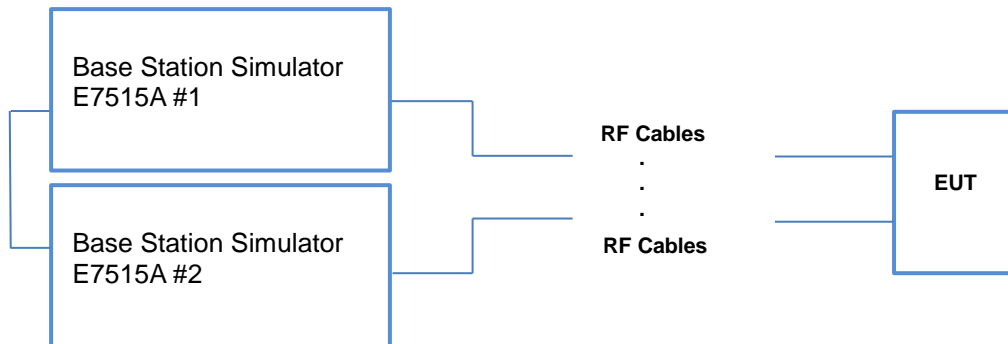 Base Station Simulator
E7515A #1
RF Cables
.
.
.
RF Cables
EUT
Base Station Simulator
E7515A #2